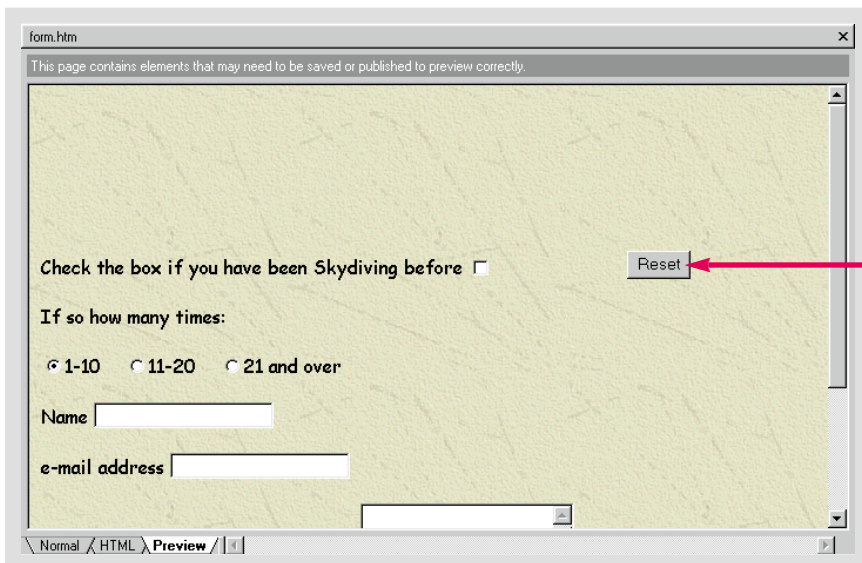 form.htm
This page contains elements that may need to be saved or published to preview correctly.
Check the box if you have been Skydiving before
Reset
If so how many times:
1-10 11-20 21 and over
Name
e-mail address
Normal HTML Preview